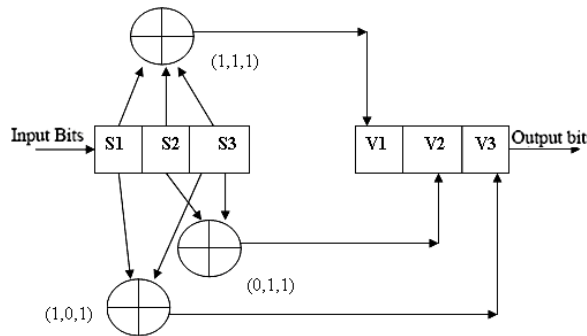 (1,1,1)
Input Bits
S1 S2 S3
V1 V2 V3
Output bit
(0,1,1)
(1,0,1)